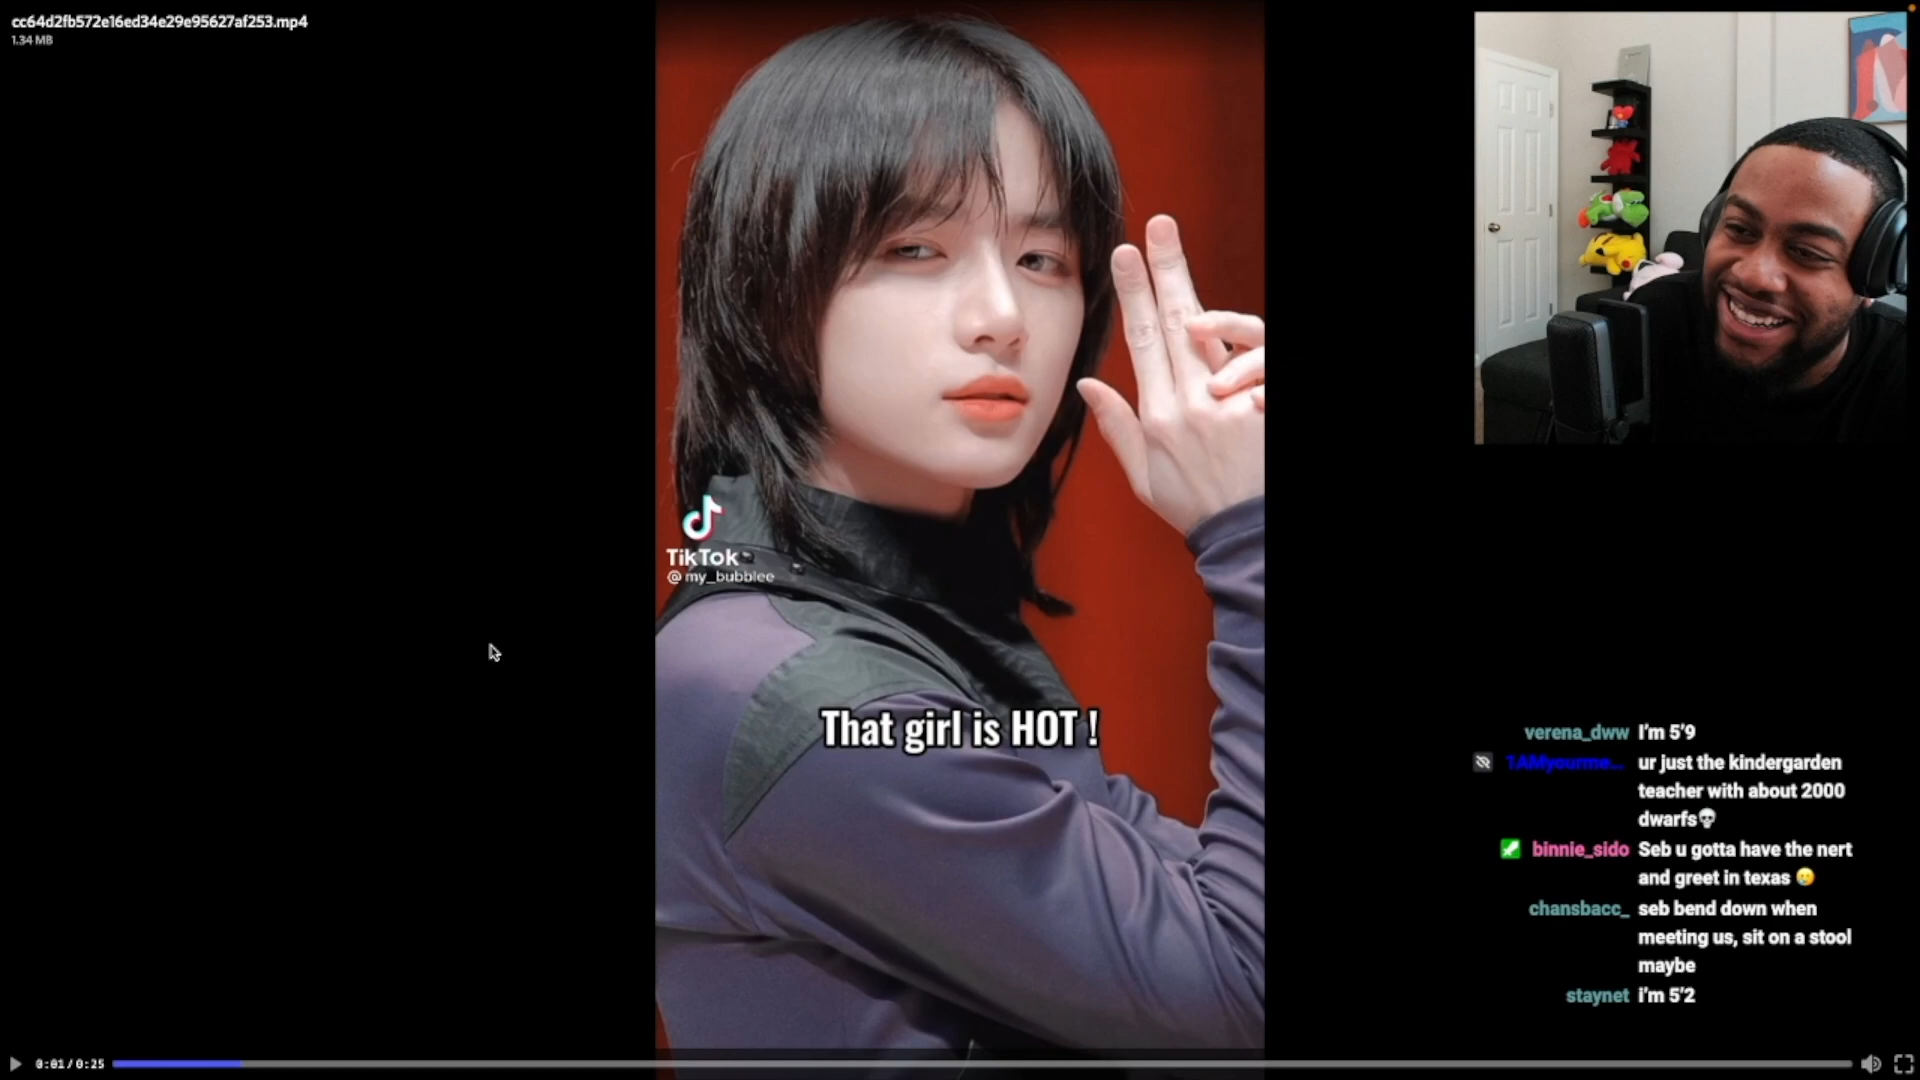 cc64d2fb572e16ed34e29e95627af253.mp4
1.34 MB
TikTok
@my_bubblee
That girl is HOT !
verena_dww I'm 5'9
1AMyourme... ur just the kindergarden
teacher with about 2000
dwarfs💀
binnie_sido Seb u gotta have the nert
and greet in texas 🥲
chansbacc_ seb bend down when
meeting us, sit on a stool
maybe
staynet i'm 5'2
0:01/0:25